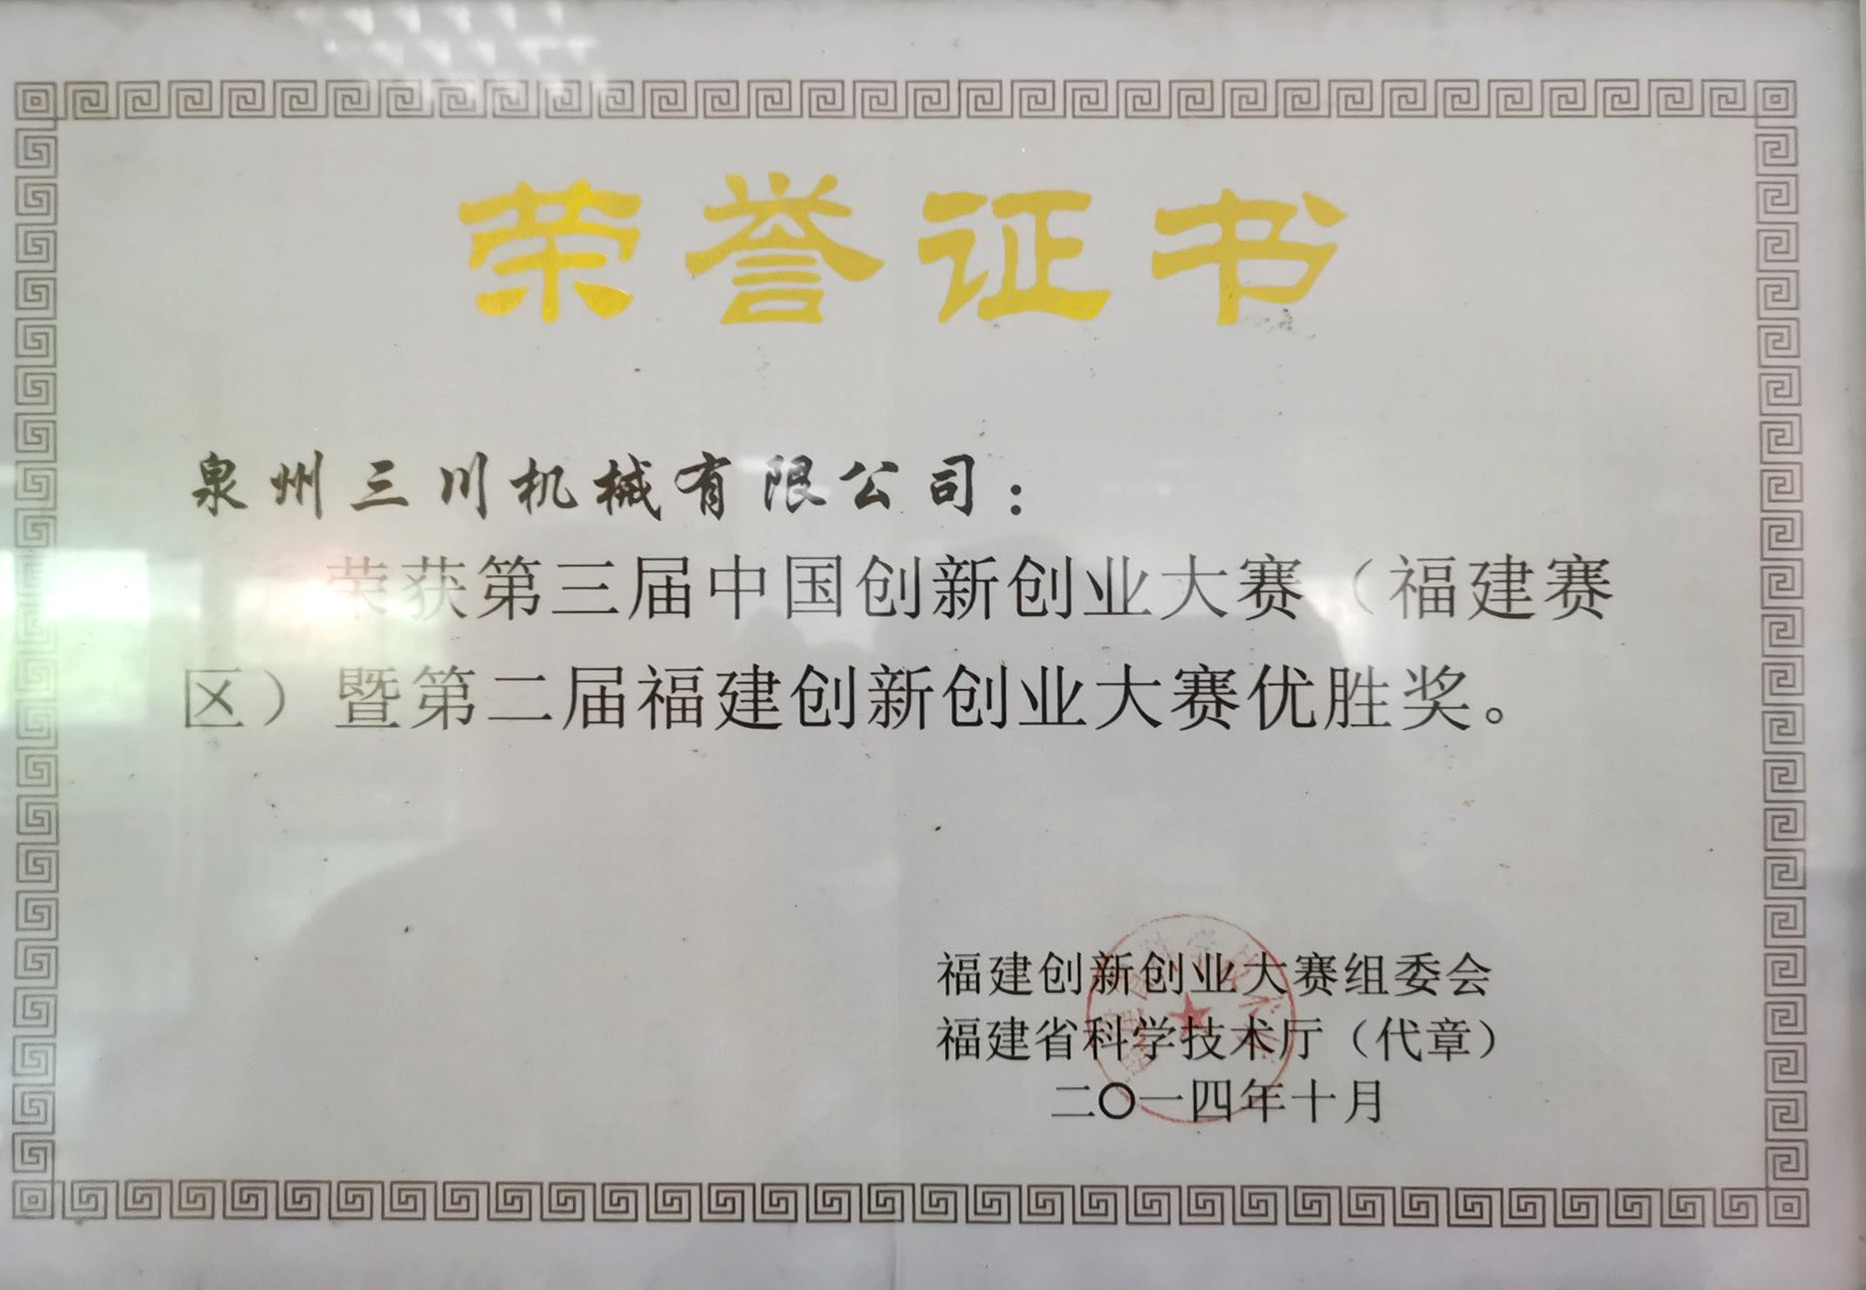 荣誉证书
泉州三川机械有限公司：
荣获第三届中国创新创业大赛（福建赛
区）暨第二届福建创新创业大赛优胜奖。
福建创新创业大赛组委会
福建省科学技术厅（代章）
二〇一四年十月